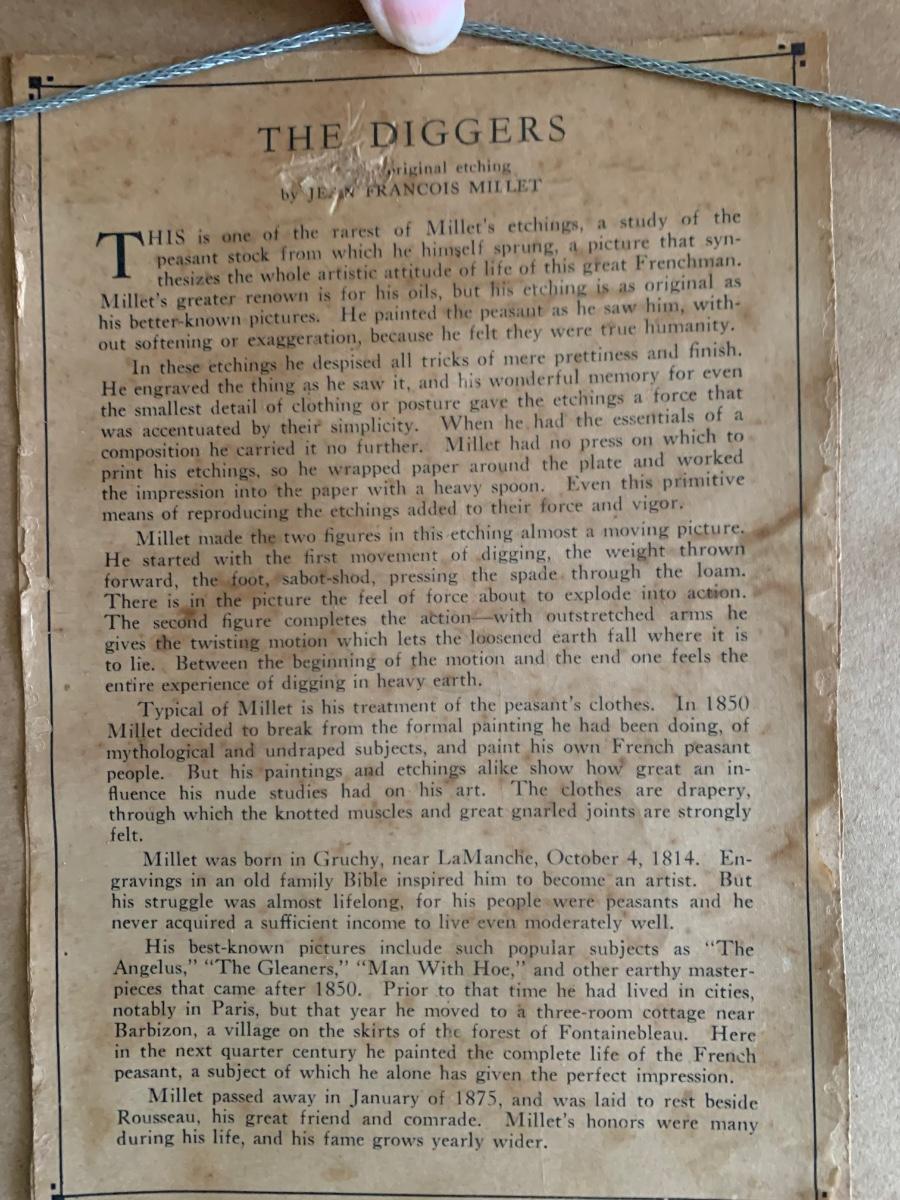 THE DIGGERS
original etching
by JEAN FRANCOIS MILLET
THIS is one of the rarest of Millet's etchings, a study of the
peasant stock from which he himself sprung, a picture that syn-
thesizes the whole artistic attitude of life of this great Frenchman.
Millet's greater renown is for his oils, but his etching is as original as
his better-known pictures. He painted the peasant as he saw him, with-
out softening or exaggeration, because he felt they were true humanity.
In these etchings he despised all tricks of mere prettiness and finish.
He engraved the thing as he saw it, and his wonderful memory for even
the smallest detail of clothing or posture gave the etchings a force that
was accentuated by their simplicity. When he had the essentials of a
composition he carried it no further. Millet had no press on which to
print his etchings, so he wrapped paper around the plate and worked
the impression into the paper with a heavy spoon. Even this primitive
means of reproducing the etchings added to their force and vigor.
Millet made the two figures in this etching almost a moving picture.
He started with the first movement of digging, the weight thrown
forward, the foot, sabot-shod, pressing the spade through the loam.
There is in the picture the feel of force about to explode into action.
The second figure completes the action—with outstretched arms he
gives the twisting motion which lets the loosened earth fall where it is
to lie. Between the beginning of the motion and the end one feels the
entire experience of digging in heavy earth.
Typical of Millet is his treatment of the peasant's clothes. In 1850
Millet decided to break from the formal painting he had been doing, of
mythological and undraped subjects, and paint his own French peasant
people. But his paintings and etchings alike show how great an in-
fluence his nude studies had on his art. The clothes are drapery,
through which the knotted muscles and great gnarled joints are strongly
felt.
Millet was born in Gruchy, near LaManche, October 4, 1814. En-
gravings in an old family Bible inspired him to become an artist. But
his struggle was almost lifelong, for his people were peasants and he
never acquired a sufficient income to live even moderately well.
His best-known pictures include such popular subjects as "The
Angelus," "The Gleaners," "Man With Hoe," and other earthy master-
pieces that came after 1850. Prior to that time he had lived in cities,
notably in Paris, but that year he moved to a three-room cottage near
Barbizon, a village on the skirts of the forest of Fontainebleau. Here
in the next quarter century he painted the complete life of the French
peasant, a subject of which he alone has given the perfect impression.
Millet passed away in January of 1875, and was laid to rest beside
Rousseau, his great friend and comrade. Millet's honors were many
during his life, and his fame grows yearly wider.